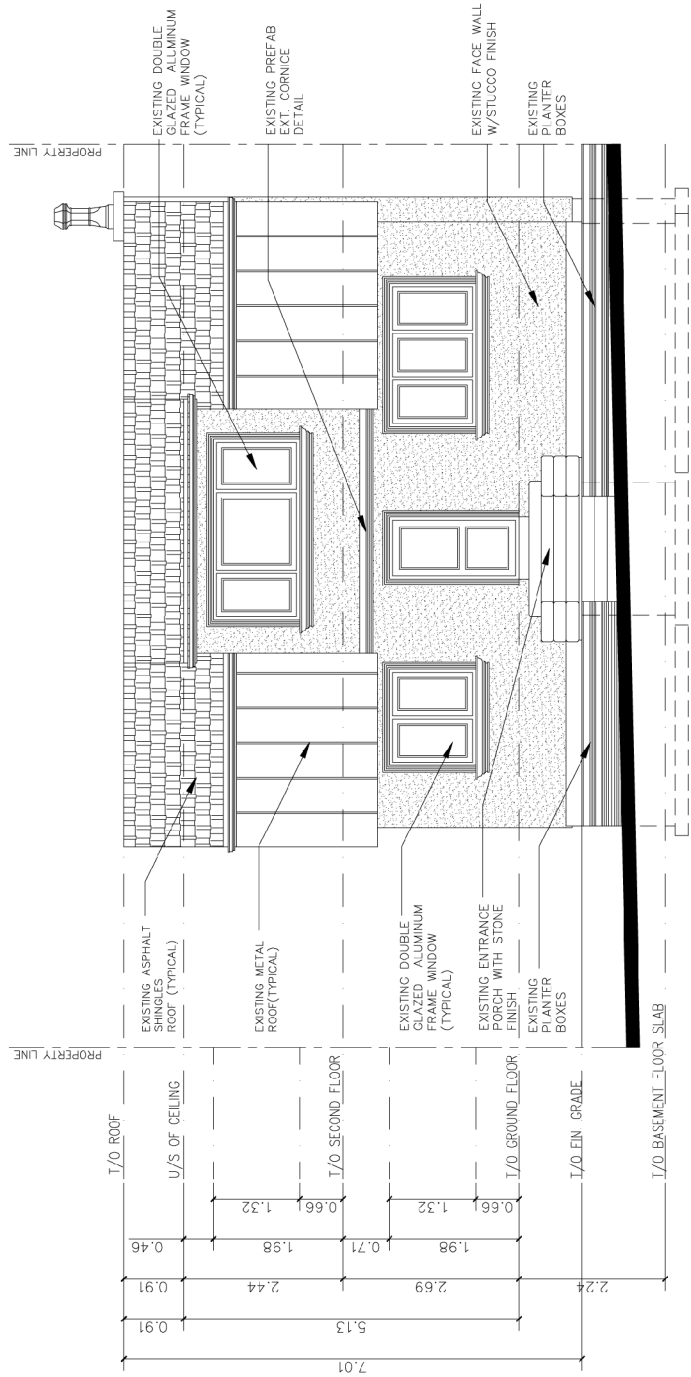 PROPERTY LINE
EXISTING DOUBLE
GLAZED ALUMINUM
FRAME WINDOW
(TYPICAL)
EXISTING PREFAB
EXT. CORNICE
DETAIL
EXISTING FACE WALL
W/STUCCO FINISH
EXISTING
PLANTER
BOXES
PROPERTY LINE
EXISTING ASPHALT
SHINGLES
ROOF (TYPICAL)
EXISTING METAL
ROOF(TYPICAL)
EXISTING DOUBLE
GLAZED ALUMINUM
FRAME WINDOW
(TYPICAL)
EXISTING ENTRANCE
PORCH WITH STONE
FINISH
EXISTING
PLANTER
BOXES
T/O ROOF
U/S OF CEILING
T/O SECOND FLOOR
T/O GROUND FLOOR
T/O FIN. GRADE
T/O BASEMENT FLOOR SLAB
1.32
0.66
1.32
0.66
0.46
1.98
0.71
1.98
0.91
2.44
2.69
2.24
0.91
5.13
7.01